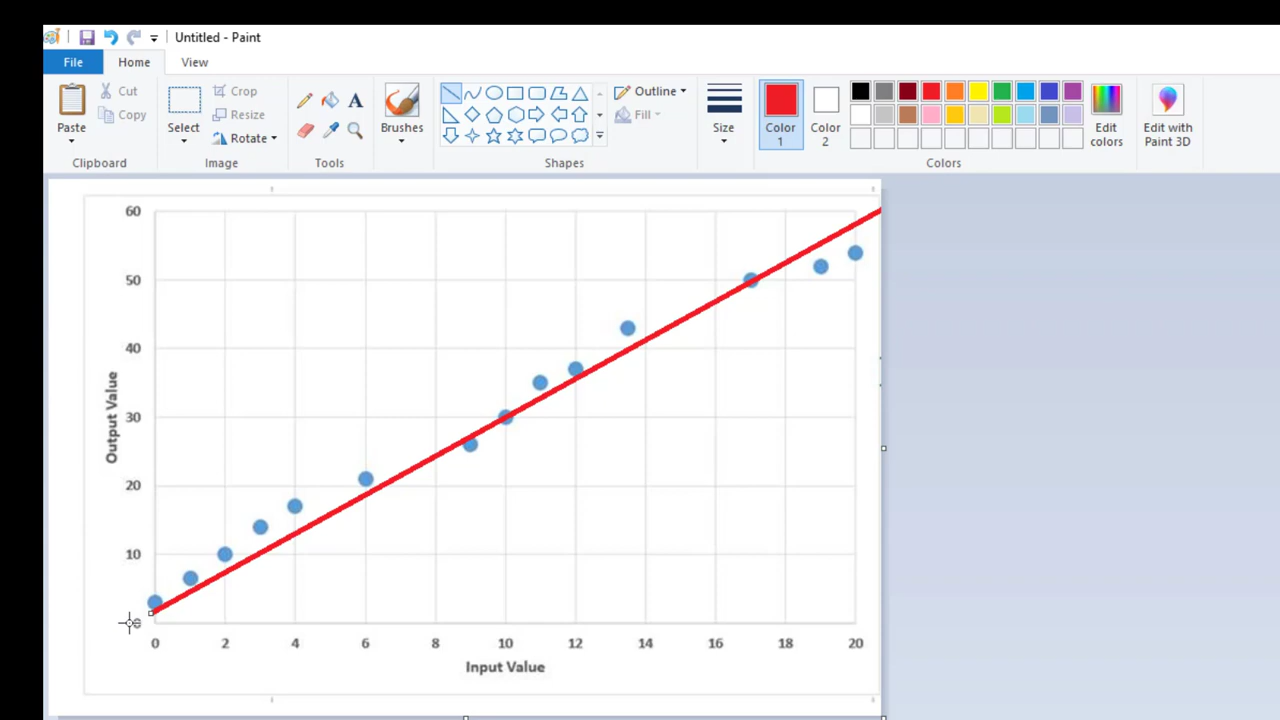 Untitled - Paint
File Home View
Cut
Copy
Paste
Clipboard
Crop
Resize
Rotate
Select
Image
Tools
Brushes
Outline
Fill
Shapes
Size
Color 1
Color 2
Edit colors
Colors
Edit with Paint 3D
60
50
40
30
20
10
0
Output Value
0 2 4 6 8 10 12 14 16 18 20
Input Value